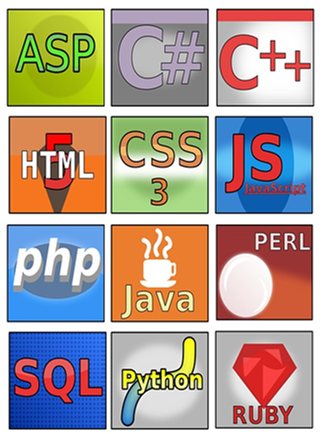 ASP
C#
C++
HTML
5
CSS
3
JS
JavaScript
php
Java
PERL
SQL
Python
RUBY